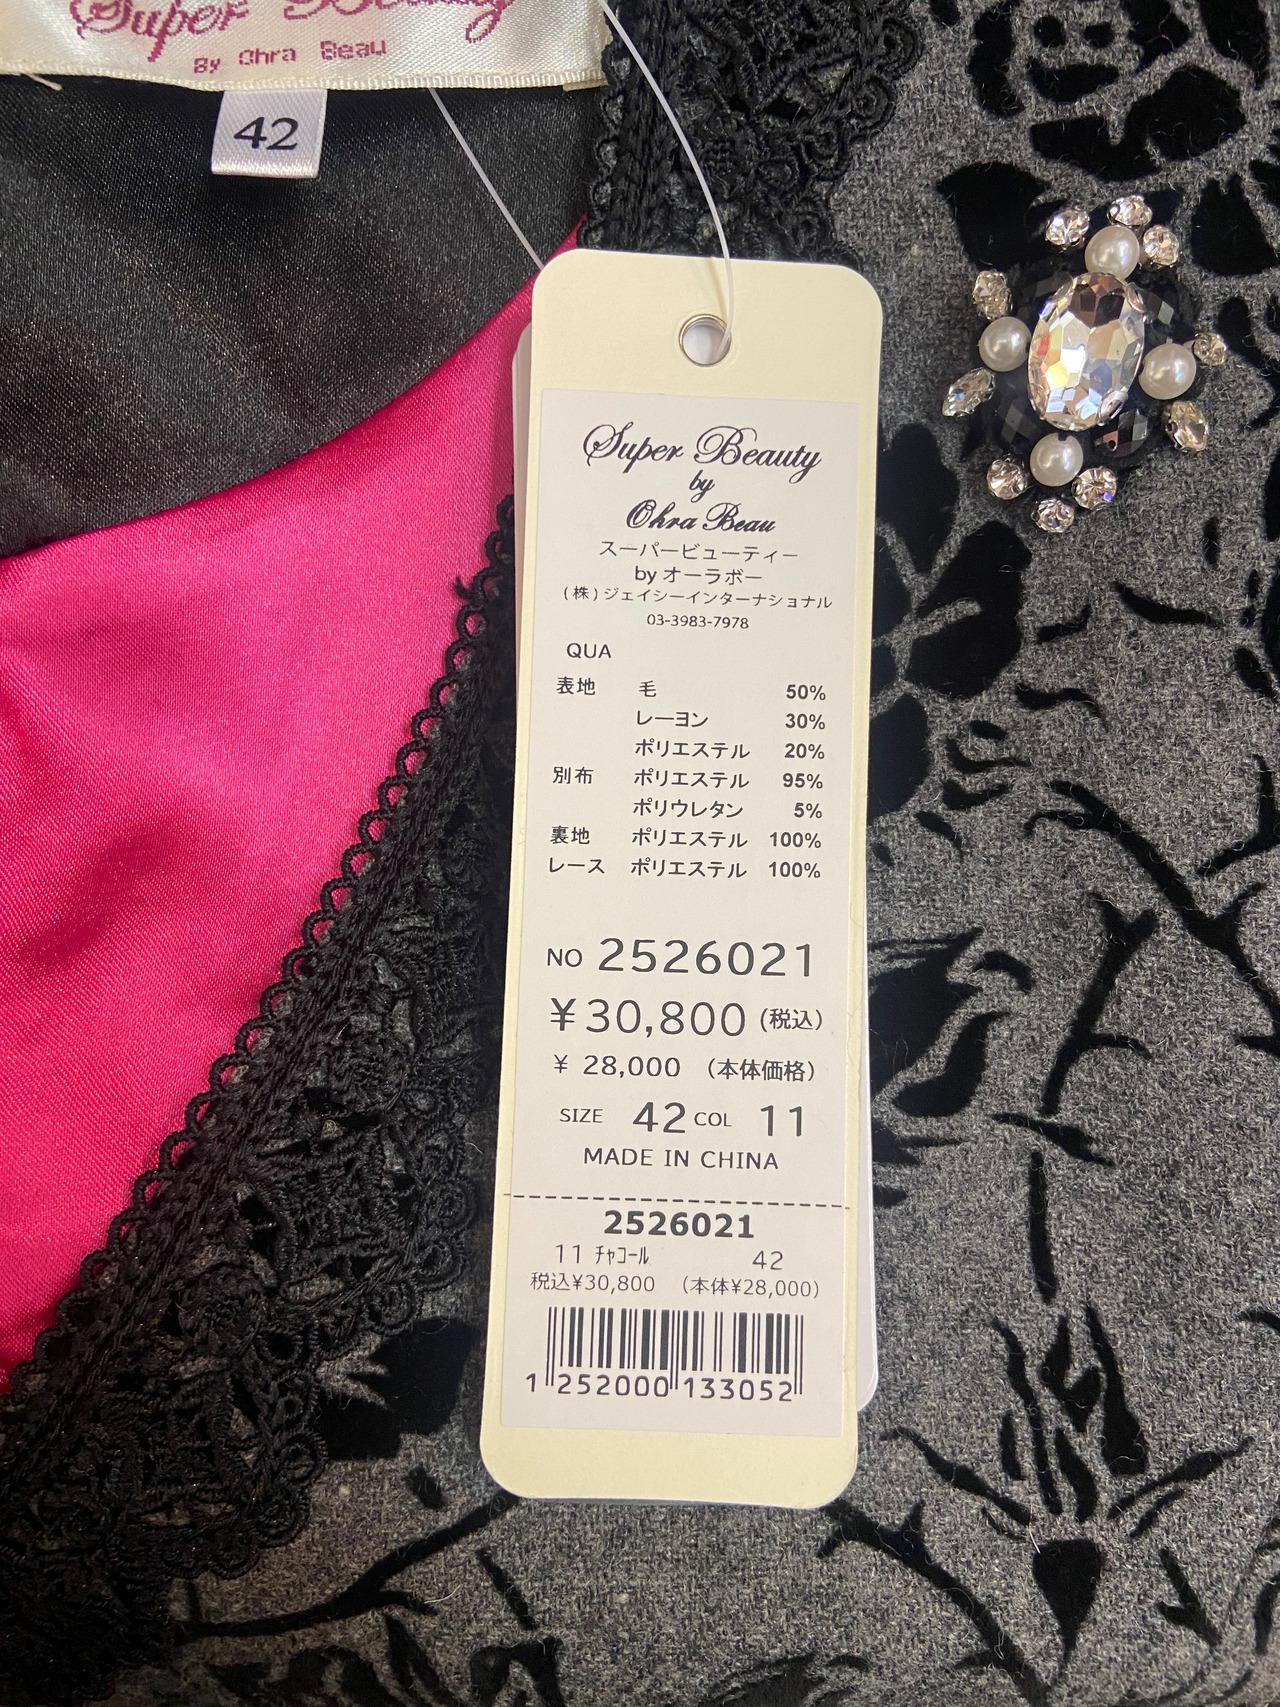 Super Beauty
By Ohra Beau
42
Super Beauty
by
Ohra Beau
スーパービューティー
by オーラボー
(株)ジェイシーインターナショナル
03-3983-7978
QUA
表地 毛 50%
レーヨン 30%
ポリエステル 20%
別布 ポリエステル 95%
ポリウレタン 5%
裏地 ポリエステル 100%
レース ポリエステル 100%
NO 2526021
¥30,800 (税込)
¥ 28,000 (本体価格)
SIZE 42 COL 11
MADE IN CHINA
2526021
11 ﾁｬｺｰﾙ 42
税込¥30,800 (本体¥28,000)
1 252000 133052